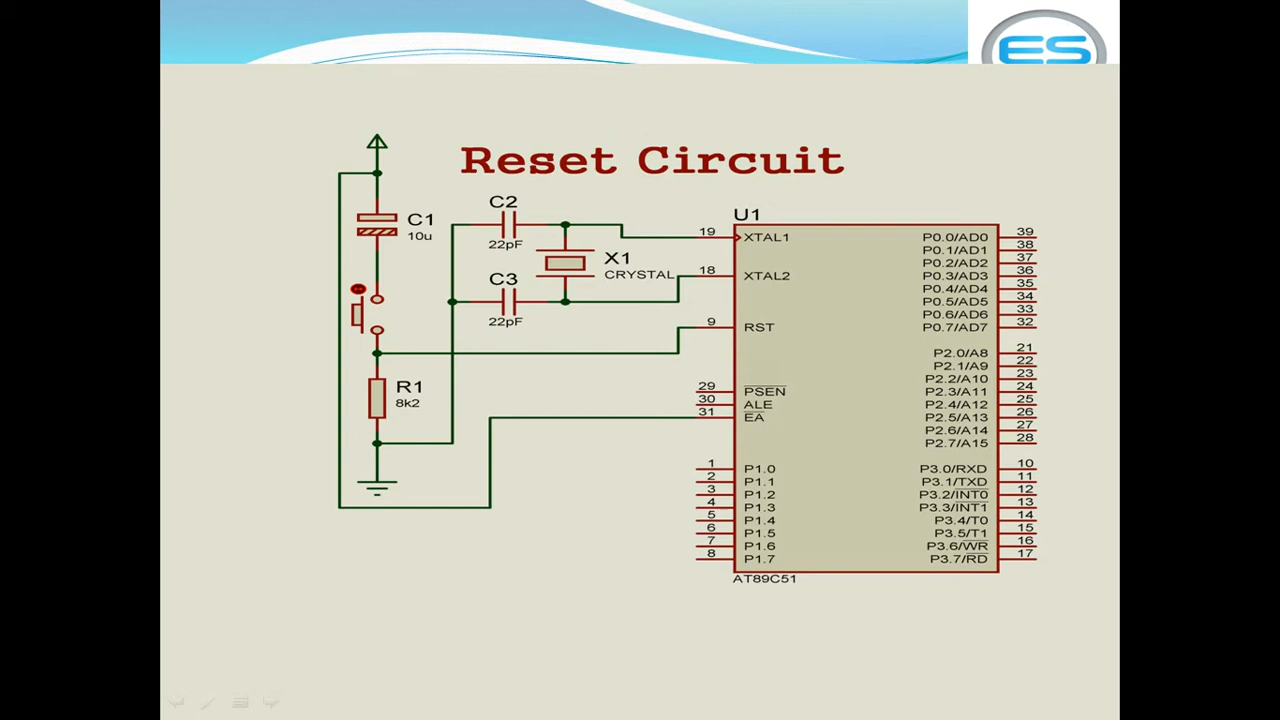 ES
Reset Circuit
C1
10u
C2
22pF
C3
22pF
X1
CRYSTAL
R1
8k2
U1
19
XTAL1
18
XTAL2
9
RST
29
PSEN
30
ALE
31
EA
1
P1.0
2
P1.1
3
P1.2
4
P1.3
5
P1.4
6
P1.5
7
P1.6
8
P1.7
P0.0/AD0
39
P0.1/AD1
38
P0.2/AD2
37
P0.3/AD3
36
P0.4/AD4
35
P0.5/AD5
34
P0.6/AD6
33
P0.7/AD7
32
P2.0/A8
21
P2.1/A9
22
P2.2/A10
23
P2.3/A11
24
P2.4/A12
25
P2.5/A13
26
P2.6/A14
27
P2.7/A15
28
P3.0/RXD
10
P3.1/TXD
11
P3.2/INT0
12
P3.3/INT1
13
P3.4/T0
14
P3.5/T1
15
P3.6/WR
16
P3.7/RD
17
AT89C51